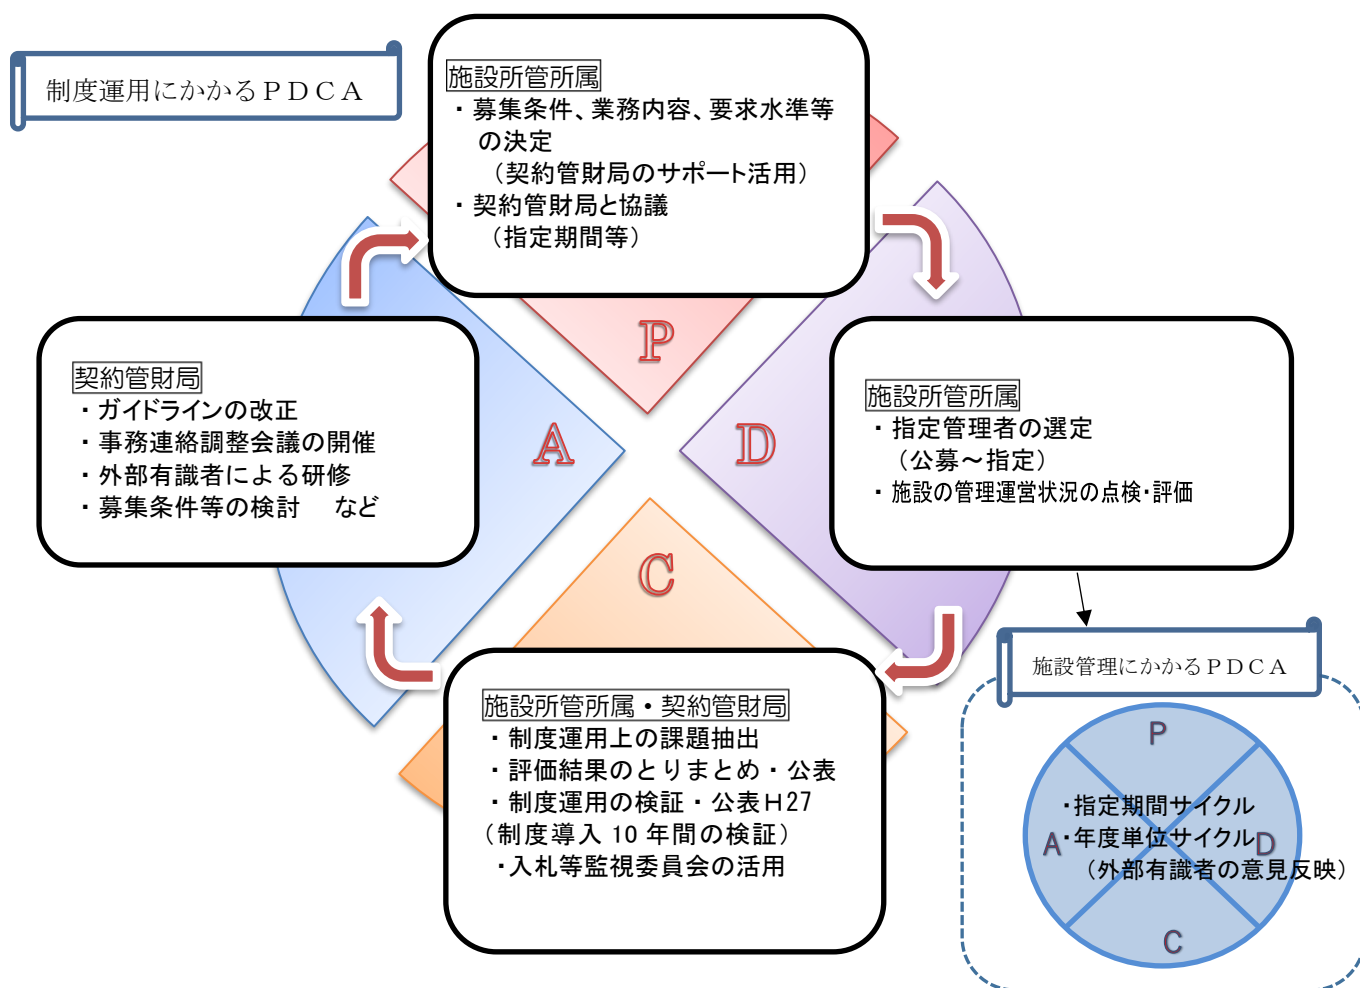 制度運用にかかるＰＤＣＡ
施設所管所属
・募集条件、業務内容、要求水準等
の決定
（契約管財局のサポート活用）
・契約管財局と協議
（指定期間等）
P
契約管財局
・ガイドラインの改正
・事務連絡調整会議の開催
・外部有識者による研修
・募集条件等の検討　など
A
D
施設所管所属
・指定管理者の選定
（公募～指定）
・施設の管理運営状況の点検・評価
C
施設所管所属・契約管財局
・制度運用上の課題抽出
・評価結果のとりまとめ・公表
・制度運用の検証・公表Ｈ27
（制度導入 10 年間の検証）
・入札等監視委員会の活用
施設管理にかかるＰＤＣＡ
P
・指定期間サイクル
A
・年度単位サイクル
D
（外部有識者の意見反映）
C